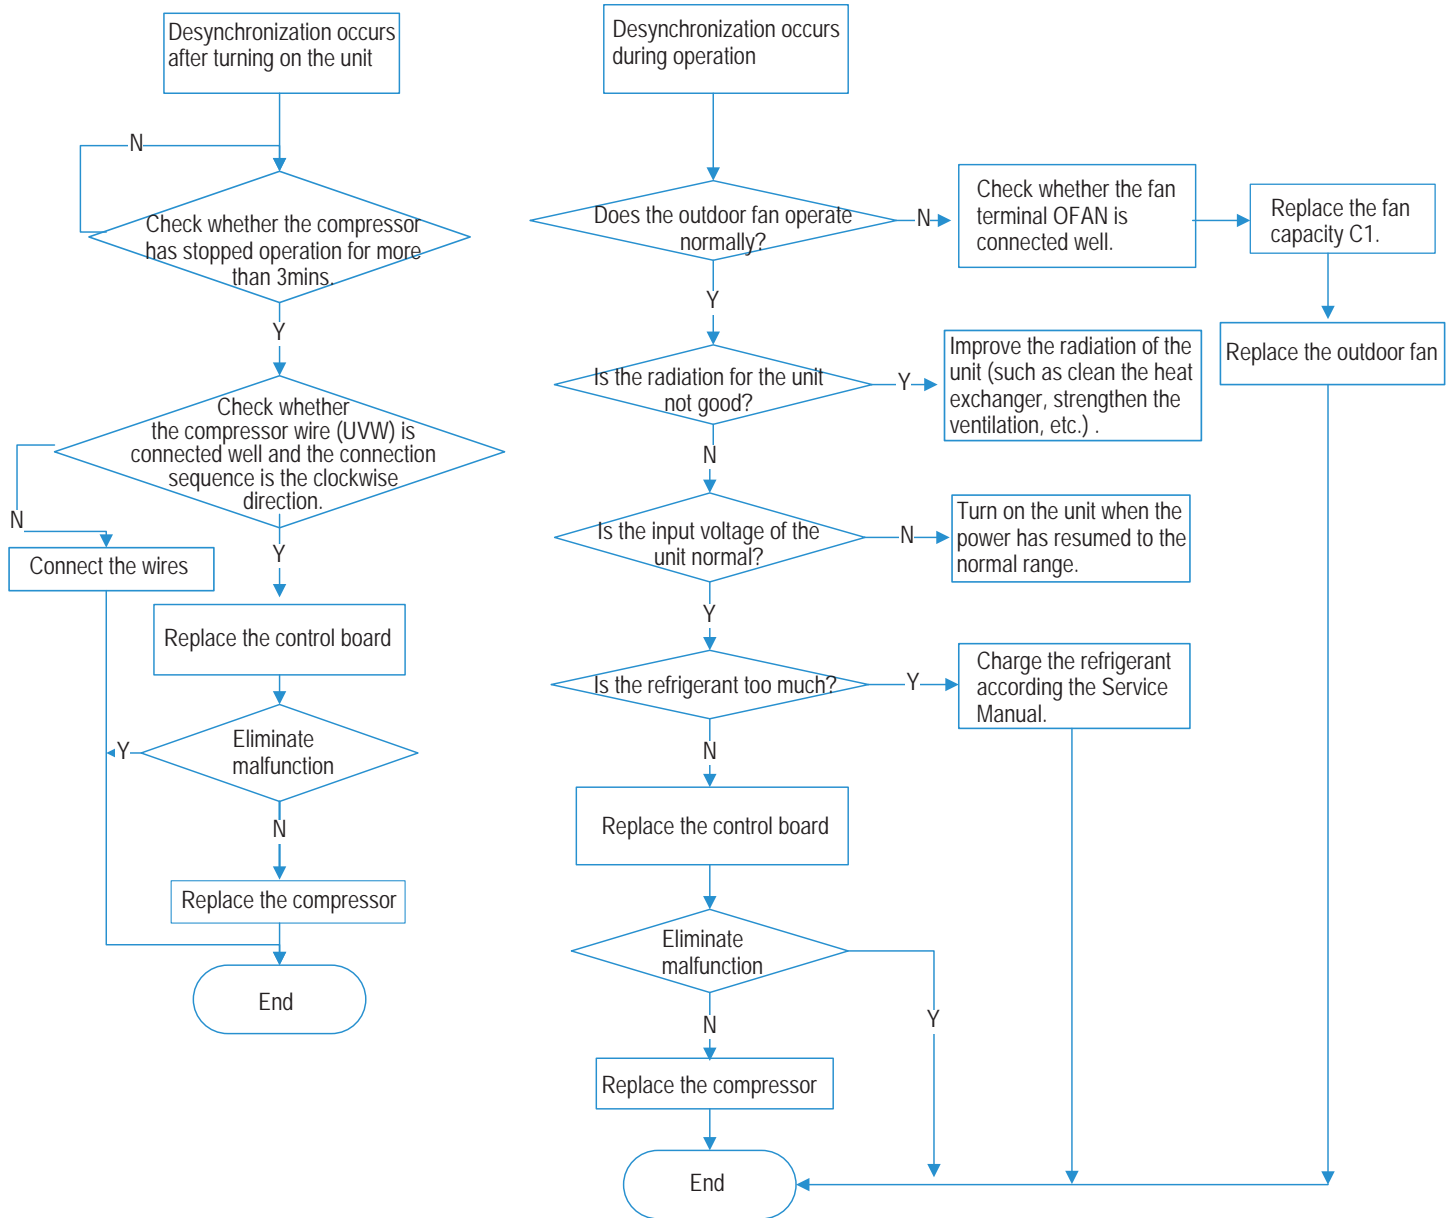 Desynchronization occurs
after turning on the unit
N
Check whether the compressor
has stopped operation for more
than 3mins.
Y
Check whether
the compressor wire (UVW) is
connected well and the connection
sequence is the clockwise
direction.
N
Connect the wires
Y
Replace the control board
Eliminate
malfunction
Y
N
Replace the compressor
End
Desynchronization occurs
during operation
Does the outdoor fan operate
normally?
N
Check whether the fan
terminal OFAN is
connected well.
Replace the fan
capacity C1.
Replace the outdoor fan
Y
Is the radiation for the unit
not good?
Y
Improve the radiation of the
unit (such as clean the heat
exchanger, strengthen the
ventilation, etc.) .
N
Is the input voltage of the
unit normal?
N
Turn on the unit when the
power has resumed to the
normal range.
Y
Is the refrigerant too much?
Y
Charge the refrigerant
according the Service
Manual.
N
Replace the control board
Eliminate
malfunction
Y
N
Replace the compressor
End